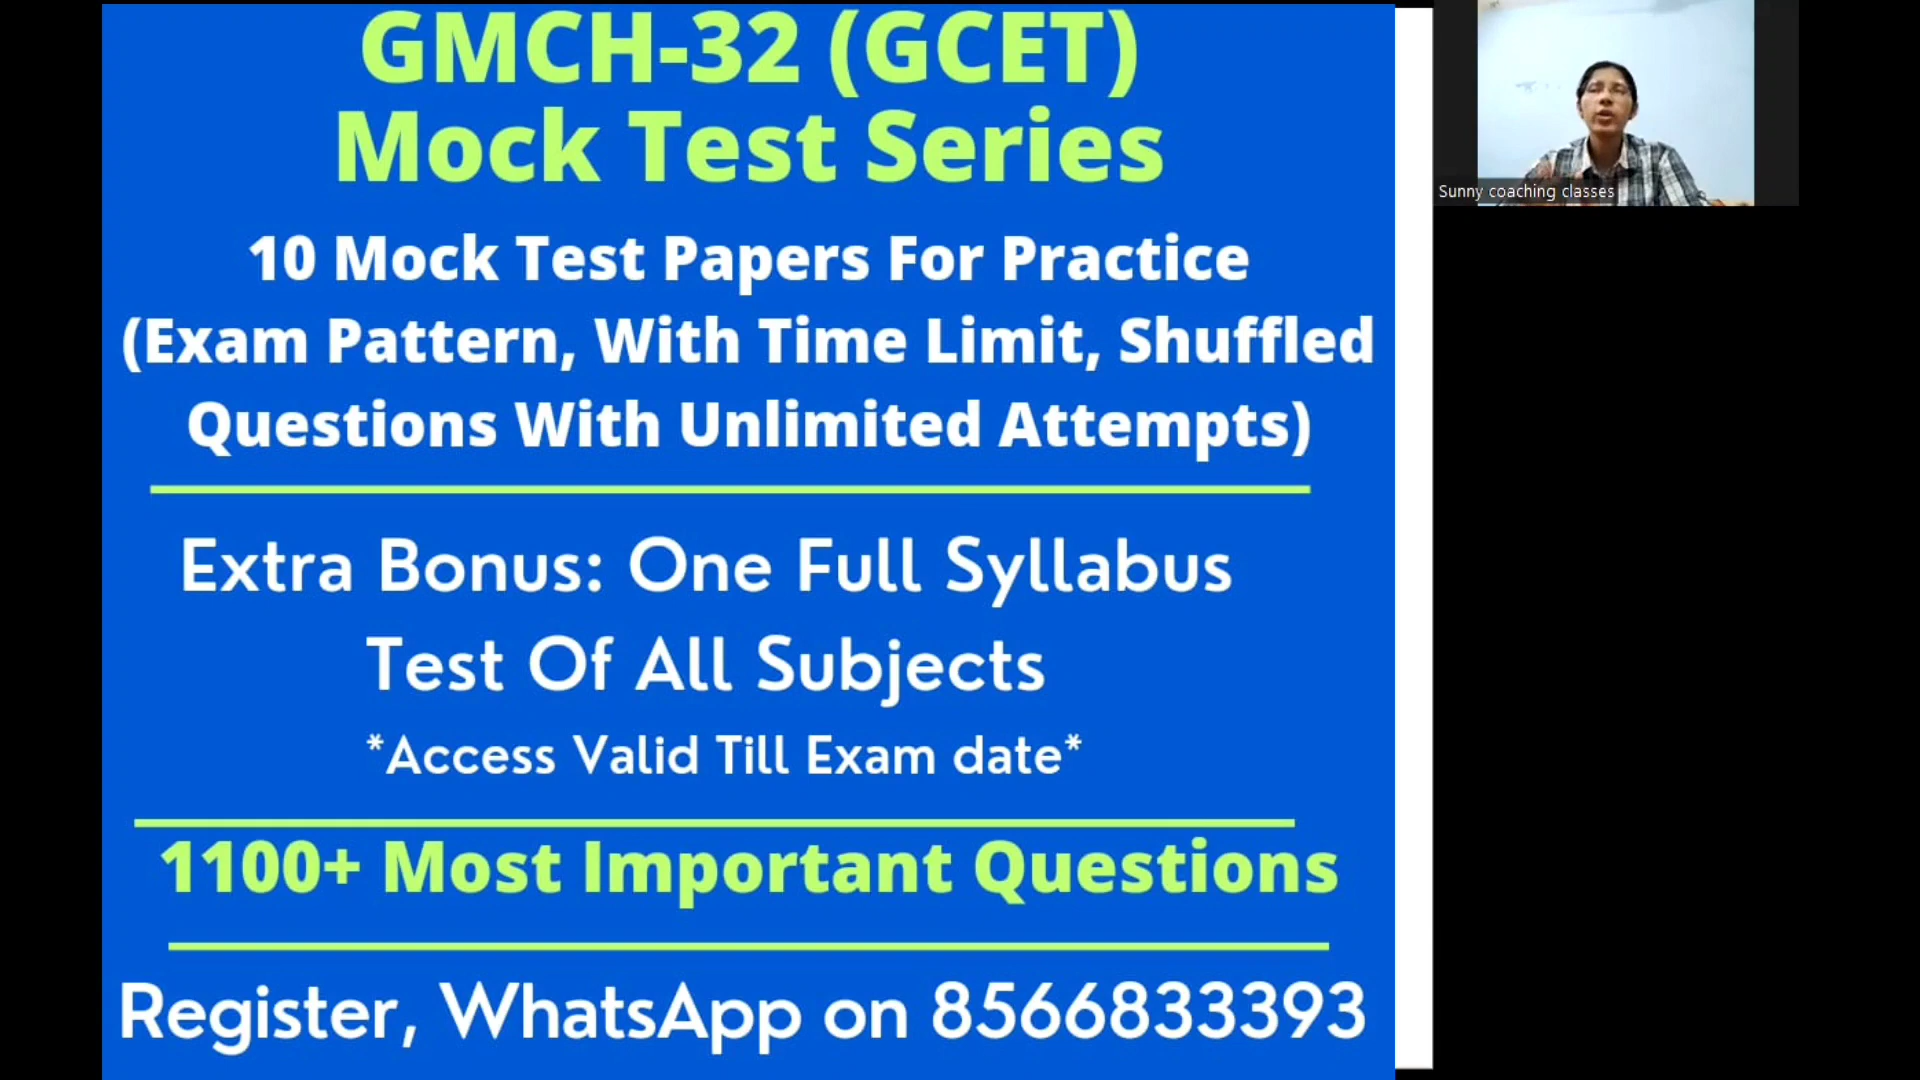 GMCH-32 (GCET)
Mock Test Series
10 Mock Test Papers For Practice
(Exam Pattern, With Time Limit, Shuffled
Questions With Unlimited Attempts)
Extra Bonus: One Full Syllabus
Test Of All Subjects
*Access Valid Till Exam date*
1100+ Most Important Questions
Register, WhatsApp on 8566833393
Sunny coaching classes